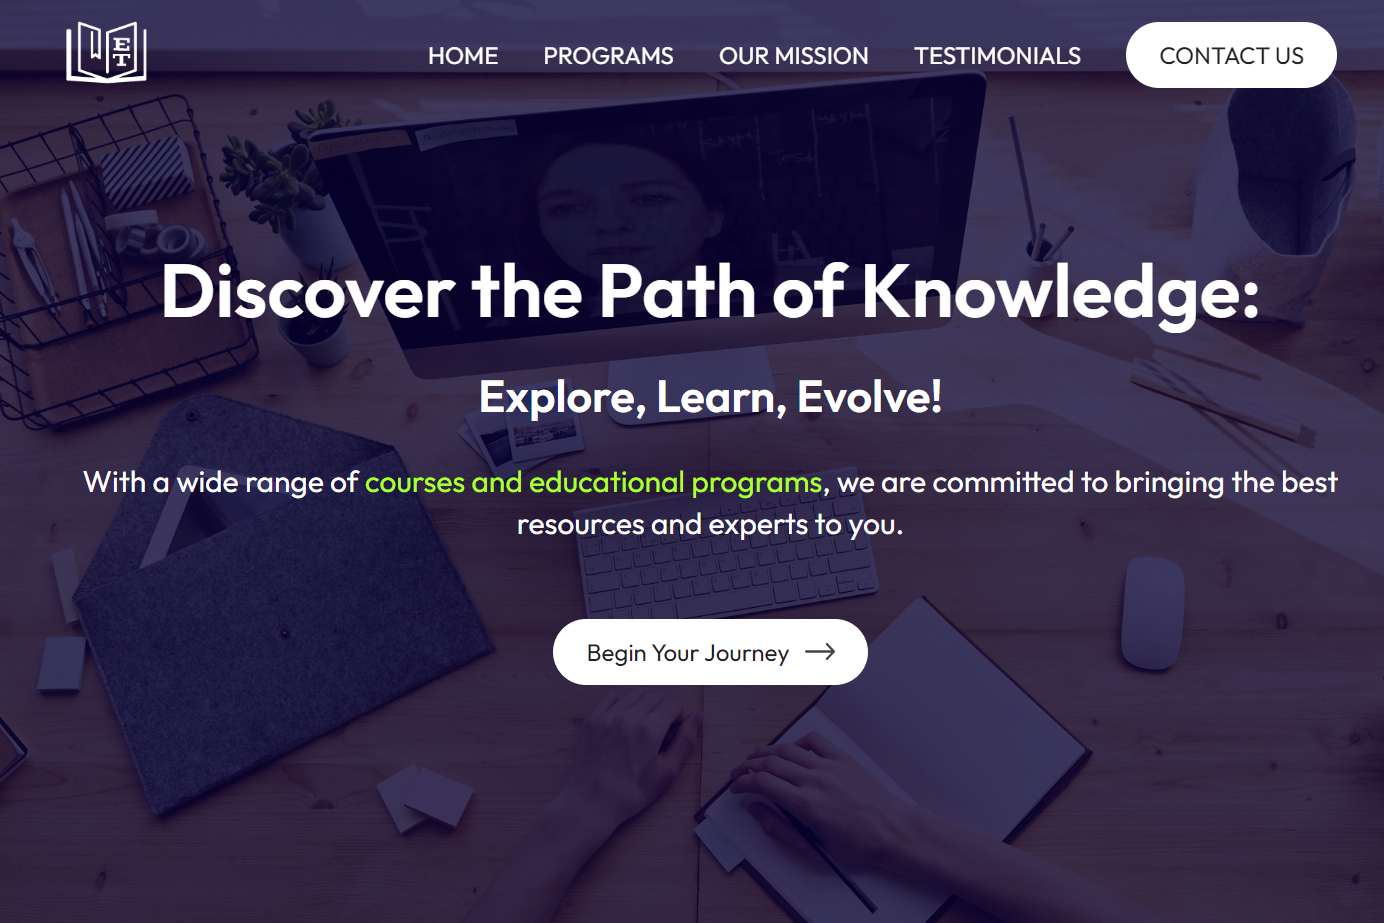 ET
HOME PROGRAMS OUR MISSION TESTIMONIALS CONTACT US
Discover the Path of Knowledge:
Explore, Learn, Evolve!
With a wide range of courses and educational programs, we are committed to bringing the best
resources and experts to you.
Begin Your Journey